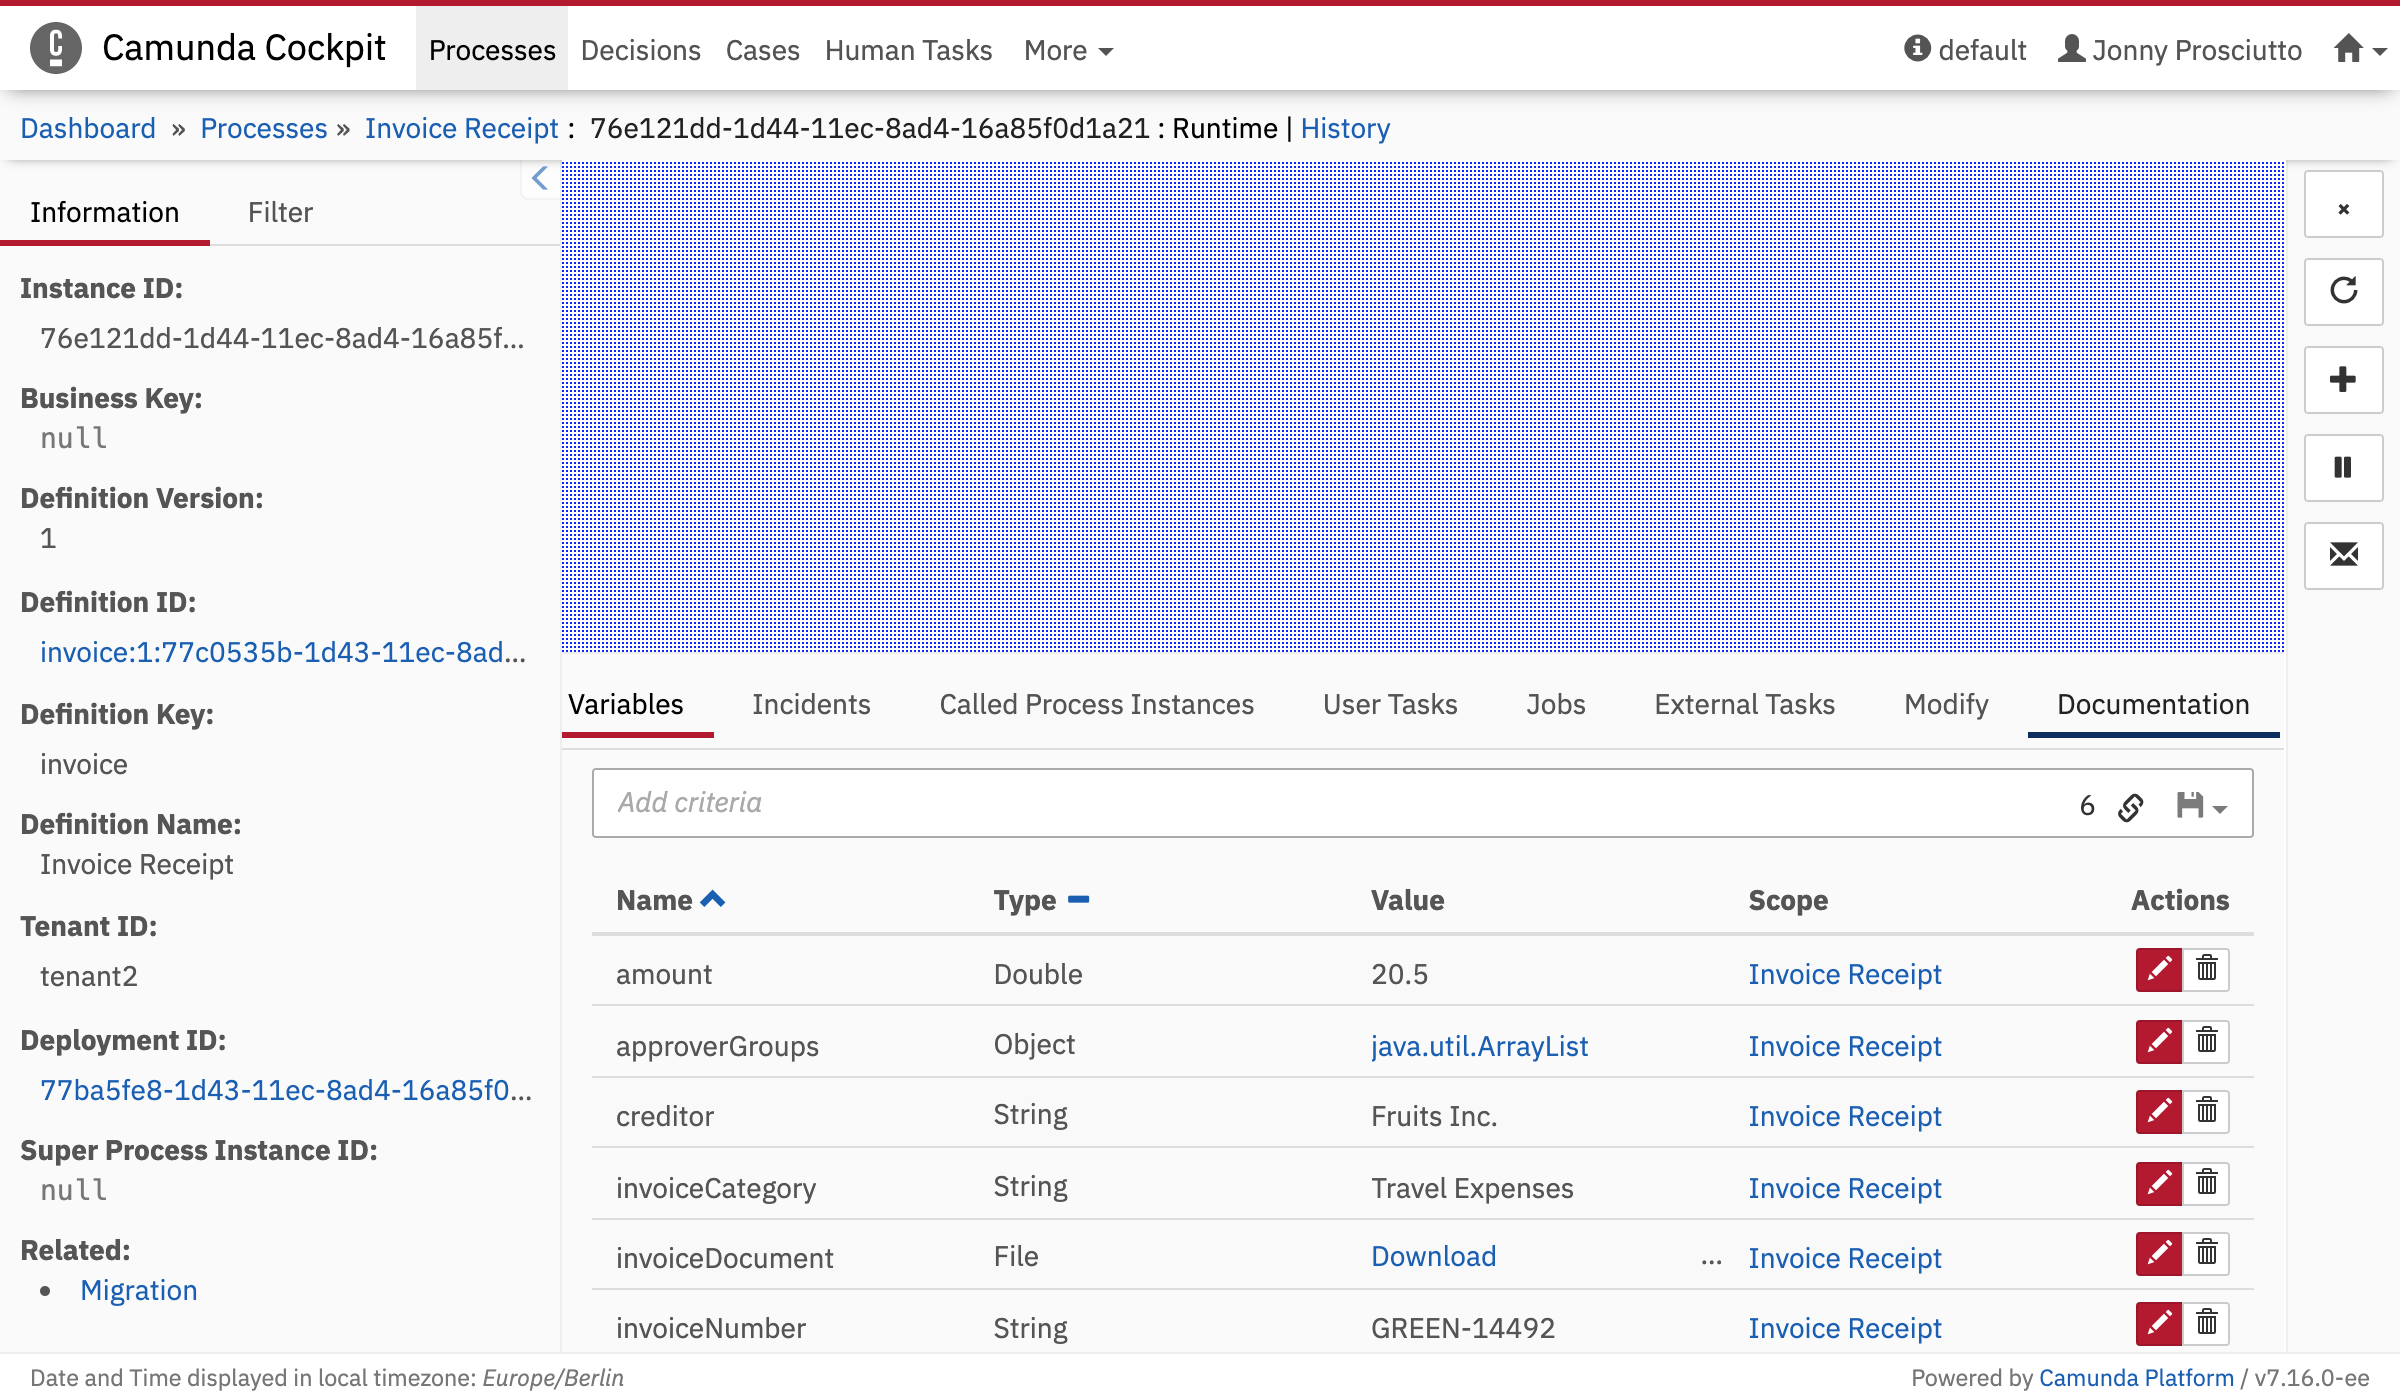 Camunda Cockpit
Processes Decisions Cases Human Tasks More
default Jonny Prosciutto
Dashboard » Processes » Invoice Receipt : 76e121dd-1d44-11ec-8ad4-16a85f0d1a21 : Runtime | History
Information Filter
Instance ID:
76e121dd-1d44-11ec-8ad4-16a85f...
Business Key:
null
Definition Version:
1
Definition ID:
invoice:1:77c0535b-1d43-11ec-8ad...
Definition Key:
invoice
Definition Name:
Invoice Receipt
Tenant ID:
tenant2
Deployment ID:
77ba5fe8-1d43-11ec-8ad4-16a85f0...
Super Process Instance ID:
null
Related:
• Migration
Variables Incidents Called Process Instances User Tasks Jobs External Tasks Modify Documentation
Add criteria 6
Name Type Value Scope Actions
amount Double 20.5 Invoice Receipt
approverGroups Object java.util.ArrayList Invoice Receipt
creditor String Fruits Inc. Invoice Receipt
invoiceCategory String Travel Expenses Invoice Receipt
invoiceDocument File Download ... Invoice Receipt
invoiceNumber String GREEN-14492 Invoice Receipt
Date and Time displayed in local timezone: Europe/Berlin
Powered by Camunda Platform / v7.16.0-ee